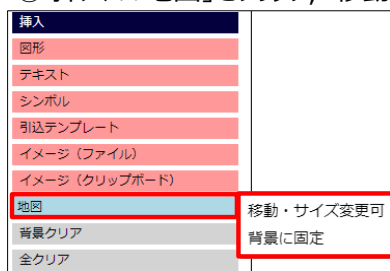 挿入
図形
テキスト
シンボル
引込テンプレート
イメージ（ファイル）
イメージ（クリップボード）
地図
移動・サイズ変更可
背景に固定
背景クリア
全クリア